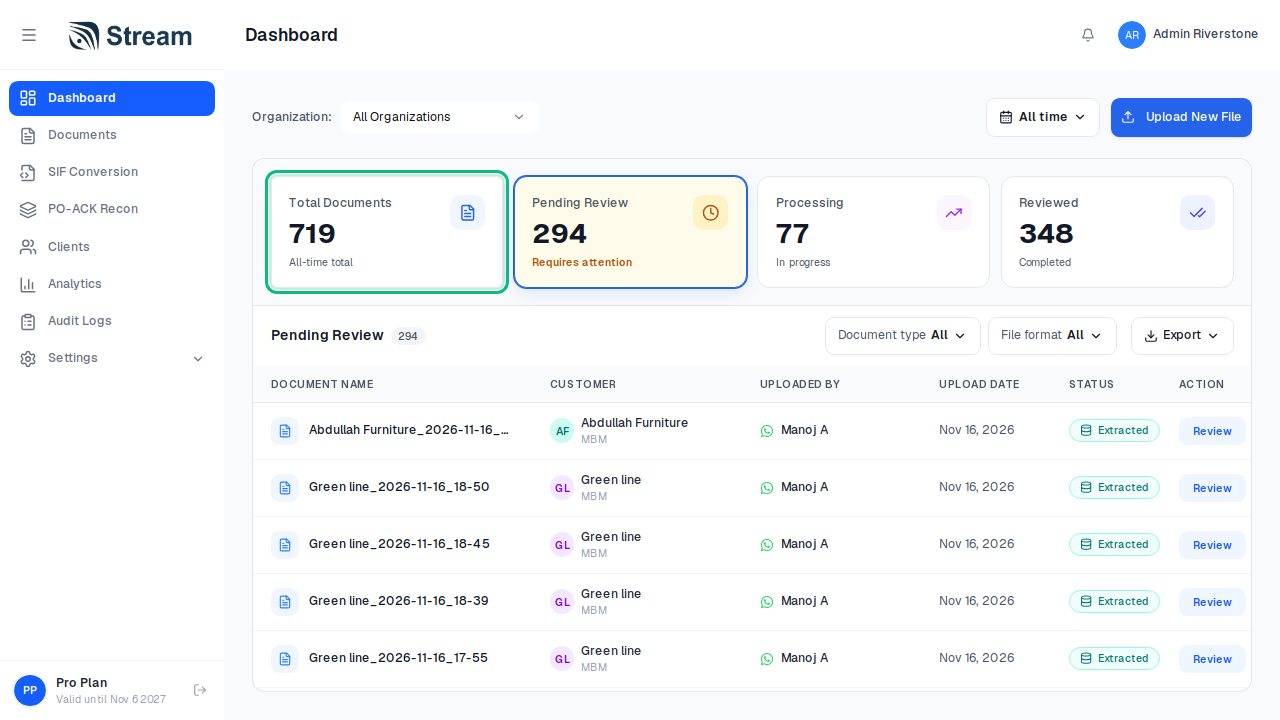 Stream
Dashboard
AR
Admin Riverstone
Dashboard
Documents
SIF Conversion
PO-ACK Recon
Clients
Analytics
Audit Logs
Settings
Organization:
All Organizations
All time
Upload New File
Total Documents
719
All-time total
Pending Review
294
Requires attention
Processing
77
In progress
Reviewed
348
Completed
Pending Review 294
Document type All
File format All
Export
DOCUMENT NAME CUSTOMER UPLOADED BY UPLOAD DATE STATUS ACTION
Abdullah Furniture_2026-11-16_... AF Abdullah Furniture Manoj A Nov 16, 2026 Extracted Review
MBM
Green line_2026-11-16_18-50 GL Green line Manoj A Nov 16, 2026 Extracted Review
MBM
Green line_2026-11-16_18-45 GL Green line Manoj A Nov 16, 2026 Extracted Review
MBM
Green line_2026-11-16_18-39 GL Green line Manoj A Nov 16, 2026 Extracted Review
MBM
Green line_2026-11-16_17-55 GL Green line Manoj A Nov 16, 2026 Extracted Review
MBM
PP
Pro Plan
Valid until Nov 6 2027